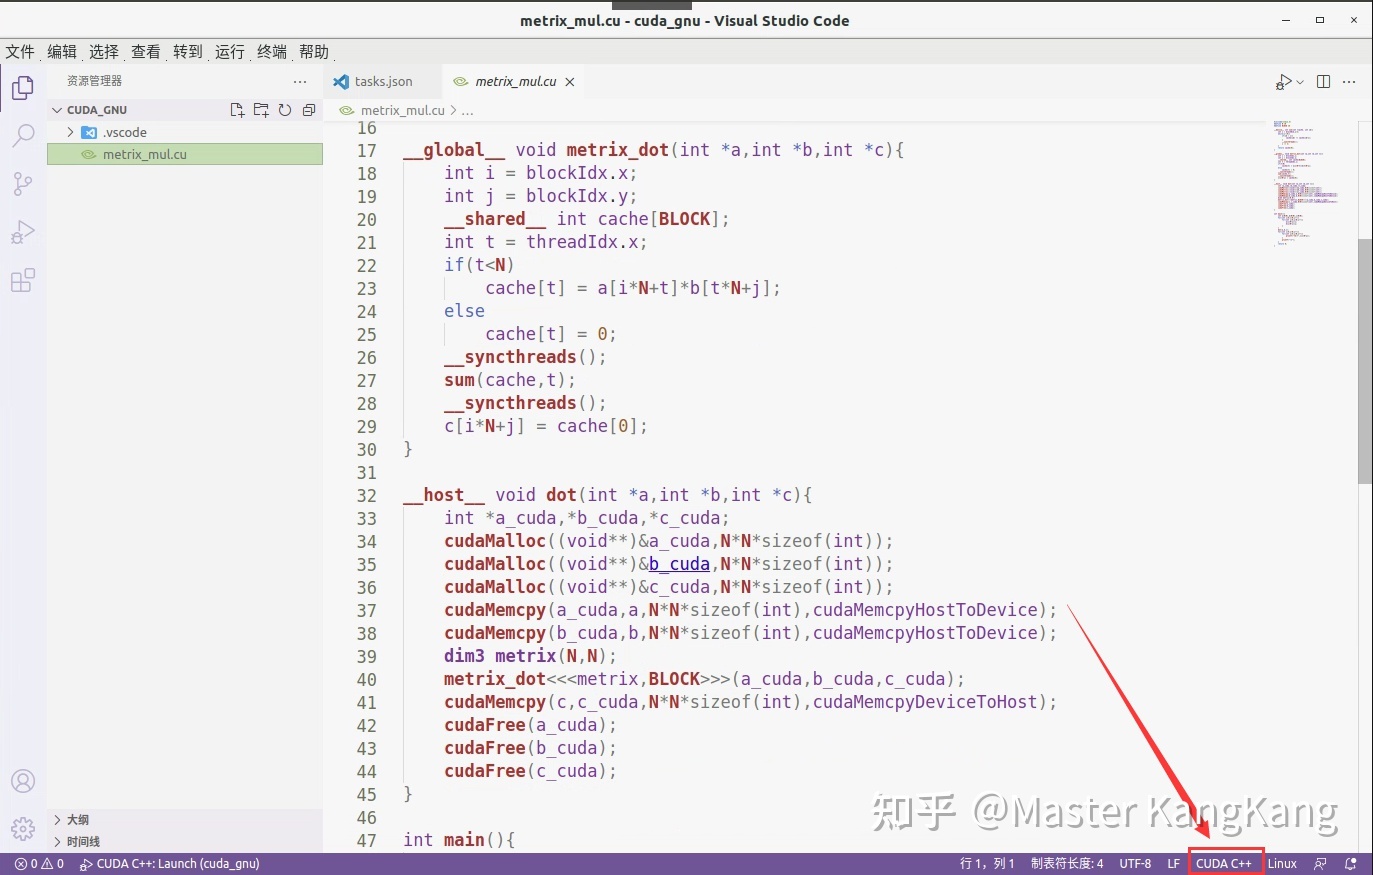 metrix_mul.cu - cuda_gnu - Visual Studio Code
文件 编辑 选择 查看 转到 运行 终端 帮助
资源管理器
tasks.json
metrix_mul.cu
CUDA_GNU
metrix_mul.cu > ...
.vscode
metrix_mul.cu
16
17 __global__ void metrix_dot(int *a,int *b,int *c){
18 int i = blockIdx.x;
19 int j = blockIdx.y;
20 __shared__ int cache[BLOCK];
21 int t = threadIdx.x;
22 if(t<N)
23 cache[t] = a[i*N+t]*b[t*N+j];
24 else
25 cache[t] = 0;
26 __syncthreads();
27 sum(cache,t);
28 __syncthreads();
29 c[i*N+j] = cache[0];
30 }
31
32 __host__ void dot(int *a,int *b,int *c){
33 int *a_cuda,*b_cuda,*c_cuda;
34 cudaMalloc((void**)&a_cuda,N*N*sizeof(int));
35 cudaMalloc((void**)&b_cuda,N*N*sizeof(int));
36 cudaMalloc((void**)&c_cuda,N*N*sizeof(int));
37 cudaMemcpy(a_cuda,a,N*N*sizeof(int),cudaMemcpyHostToDevice);
38 cudaMemcpy(b_cuda,b,N*N*sizeof(int),cudaMemcpyHostToDevice);
39 dim3 metrix(N,N);
40 metrix_dot<<<metrix,BLOCK>>>(a_cuda,b_cuda,c_cuda);
41 cudaMemcpy(c,c_cuda,N*N*sizeof(int),cudaMemcpyDeviceToHost);
42 cudaFree(a_cuda);
43 cudaFree(b_cuda);
44 cudaFree(c_cuda);
45 }
46
47 int main(){
知乎 @Master KangKang
大纲
时间线
0 0 CUDA C++: Launch (cuda_gnu) 行 1，列 1 制表符长度: 4 UTF-8 LF CUDA C++ Linux